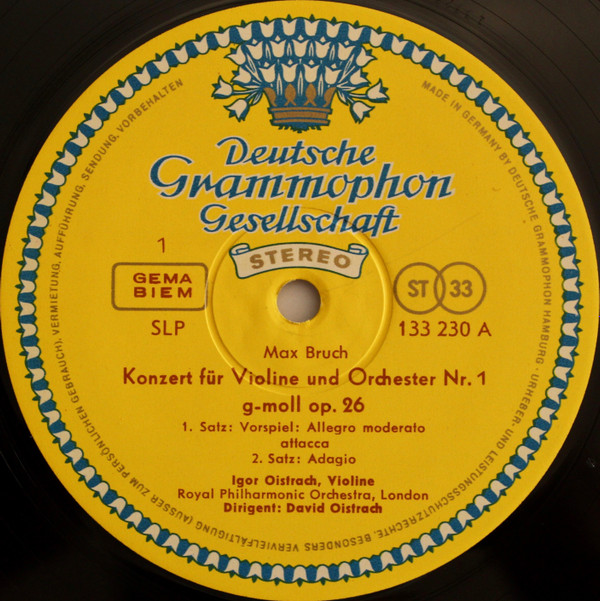 Deutsche
Grammophon
Gesellschaft
STEREO
1
GEMA
BIEM
SLP
ST 33
133 230 A
Max Bruch
Konzert für Violine und Orchester Nr. 1
g-moll op. 26
1. Satz: Vorspiel: Allegro moderato
attacca
2. Satz: Adagio
Igor Oistrach, Violine
Royal Philharmonic Orchestra, London
Dirigent: David Oistrach
MADE IN GERMANY BY DEUTSCHE GRAMMOPHON HAMBURG · URHEBER- UND LEISTUNGSSCHUTZRECHTE, BESONDERS VERVIELFÄLTIGUNG (AUSSER ZUM PERSÖNLICHEN GEBRAUCH), VERMIETUNG, AUFFÜHRUNG, SENDUNG, VORBEHALTEN